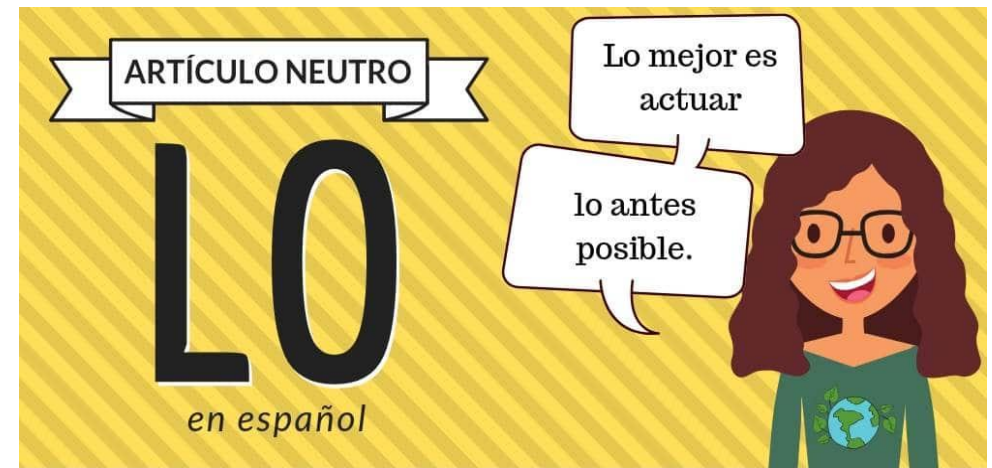 ARTÍCULO NEUTRO
LO
en español
Lo mejor es
actuar
lo antes
posible.